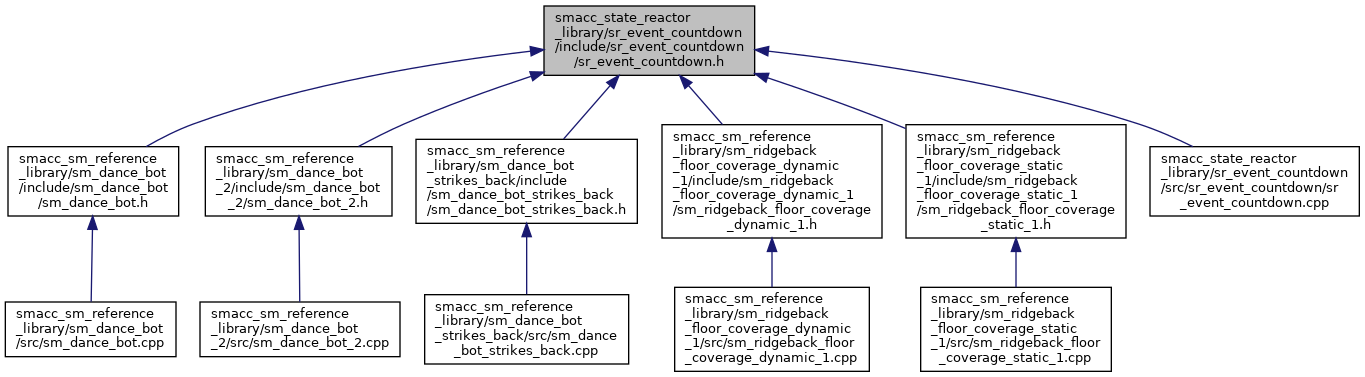 smacc_state_reactor
_library/sr_event_countdown
/include/sr_event_countdown
/sr_event_countdown.h
smacc_sm_reference
_library/sm_dance_bot
/include/sm_dance_bot
/sm_dance_bot.h
smacc_sm_reference
_library/sm_dance_bot
_2/include/sm_dance_bot
_2/sm_dance_bot_2.h
smacc_sm_reference
_library/sm_dance_bot
_strikes_back/include
/sm_dance_bot_strikes_back
/sm_dance_bot_strikes_back.h
smacc_sm_reference
_library/sm_ridgeback
_floor_coverage_dynamic
_1/include/sm_ridgeback
_floor_coverage_dynamic_1
/sm_ridgeback_floor_coverage
_dynamic_1.h
smacc_sm_reference
_library/sm_ridgeback
_floor_coverage_static
_1/include/sm_ridgeback
_floor_coverage_static_1
/sm_ridgeback_floor_coverage
_static_1.h
smacc_state_reactor
_library/sr_event_countdown
/src/sr_event_countdown/sr
_event_countdown.cpp
smacc_sm_reference
_library/sm_dance_bot
/src/sm_dance_bot.cpp
smacc_sm_reference
_library/sm_dance_bot
_2/src/sm_dance_bot_2.cpp
smacc_sm_reference
_library/sm_dance_bot
_strikes_back/src/sm_dance
_bot_strikes_back.cpp
smacc_sm_reference
_library/sm_ridgeback
_floor_coverage_dynamic
_1/src/sm_ridgeback_floor
_coverage_dynamic_1.cpp
smacc_sm_reference
_library/sm_ridgeback
_floor_coverage_static
_1/src/sm_ridgeback_floor
_coverage_static_1.cpp